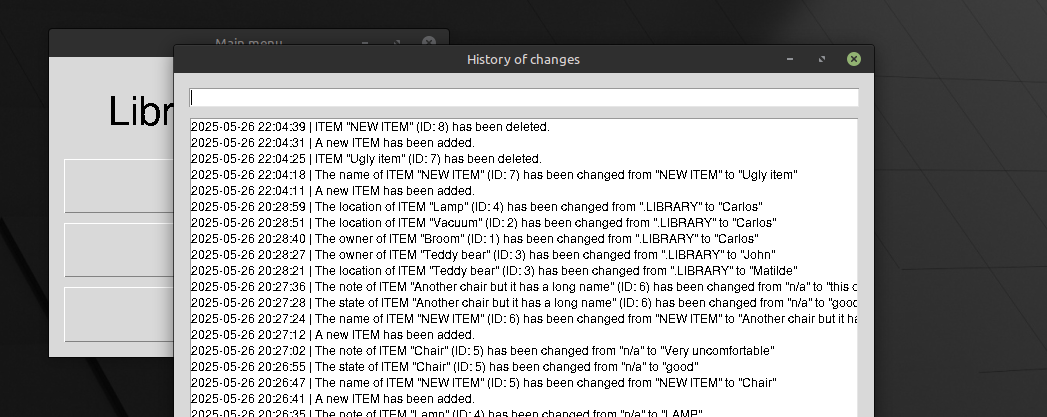 Main menu
History of changes
Libr
2025-05-26 22:04:39 | ITEM "NEW ITEM" (ID: 8) has been deleted.
2025-05-26 22:04:31 | A new ITEM has been added.
2025-05-26 22:04:25 | ITEM "Ugly item" (ID: 7) has been deleted.
2025-05-26 22:04:18 | The name of ITEM "NEW ITEM" (ID: 7) has been changed from "NEW ITEM" to "Ugly item"
2025-05-26 22:04:11 | A new ITEM has been added.
2025-05-26 20:28:59 | The location of ITEM "Lamp" (ID: 4) has been changed from ".LIBRARY" to "Carlos"
2025-05-26 20:28:51 | The location of ITEM "Vacuum" (ID: 2) has been changed from ".LIBRARY" to "Carlos"
2025-05-26 20:28:40 | The owner of ITEM "Broom" (ID: 1) has been changed from ".LIBRARY" to "Carlos"
2025-05-26 20:28:27 | The owner of ITEM "Teddy bear" (ID: 3) has been changed from ".LIBRARY" to "John"
2025-05-26 20:28:21 | The location of ITEM "Teddy bear" (ID: 3) has been changed from ".LIBRARY" to "Matilde"
2025-05-26 20:27:36 | The note of ITEM "Another chair but it has a long name" (ID: 6) has been changed from "n/a" to "this c
2025-05-26 20:27:28 | The state of ITEM "Another chair but it has a long name" (ID: 6) has been changed from "n/a" to "good
2025-05-26 20:27:24 | The name of ITEM "NEW ITEM" (ID: 6) has been changed from "NEW ITEM" to "Another chair but it ha
2025-05-26 20:27:12 | A new ITEM has been added.
2025-05-26 20:27:02 | The note of ITEM "Chair" (ID: 5) has been changed from "n/a" to "Very uncomfortable"
2025-05-26 20:26:55 | The state of ITEM "Chair" (ID: 5) has been changed from "n/a" to "good"
2025-05-26 20:26:47 | The name of ITEM "NEW ITEM" (ID: 5) has been changed from "NEW ITEM" to "Chair"
2025-05-26 20:26:41 | A new ITEM has been added.
2025-05-26 20:26:35 | The note of ITEM "Lamp" (ID: 4) has been changed from "n/a" to "LAMP"